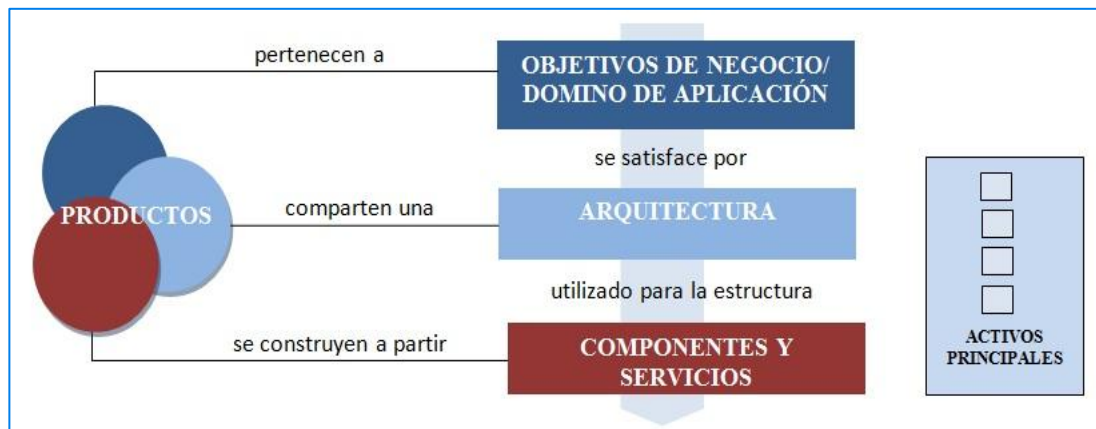 pertenecen a
OBJETIVOS DE NEGOCIO/
DOMINO DE APLICACIÓN
se satisface por
PRODUCTOS
comparten una
ARQUITECTURA
utilizado para la estructura
se construyen a partir
COMPONENTES Y
SERVICIOS
ACTIVOS
PRINCIPALES